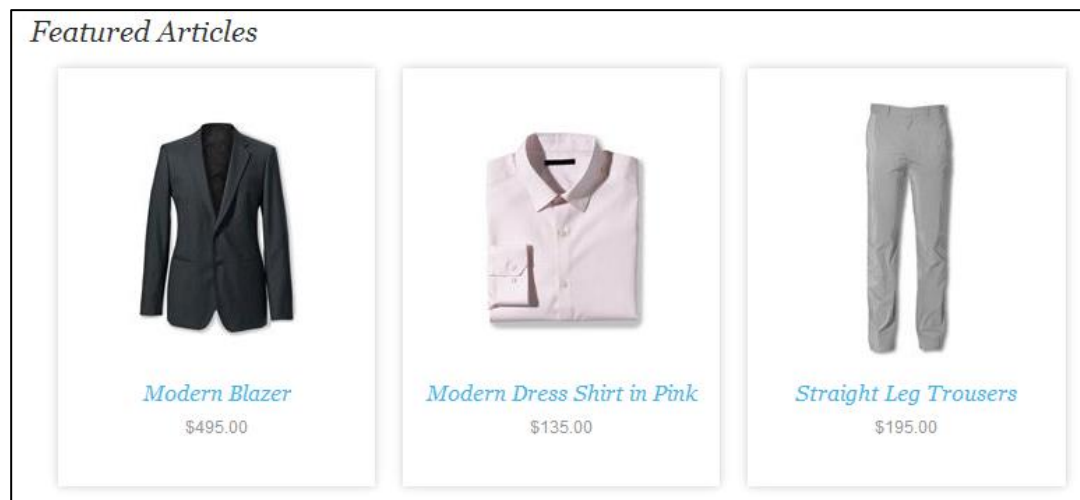 Featured Articles
Modern Blazer
$495.00
Modern Dress Shirt in Pink
$135.00
Straight Leg Trousers
$195.00